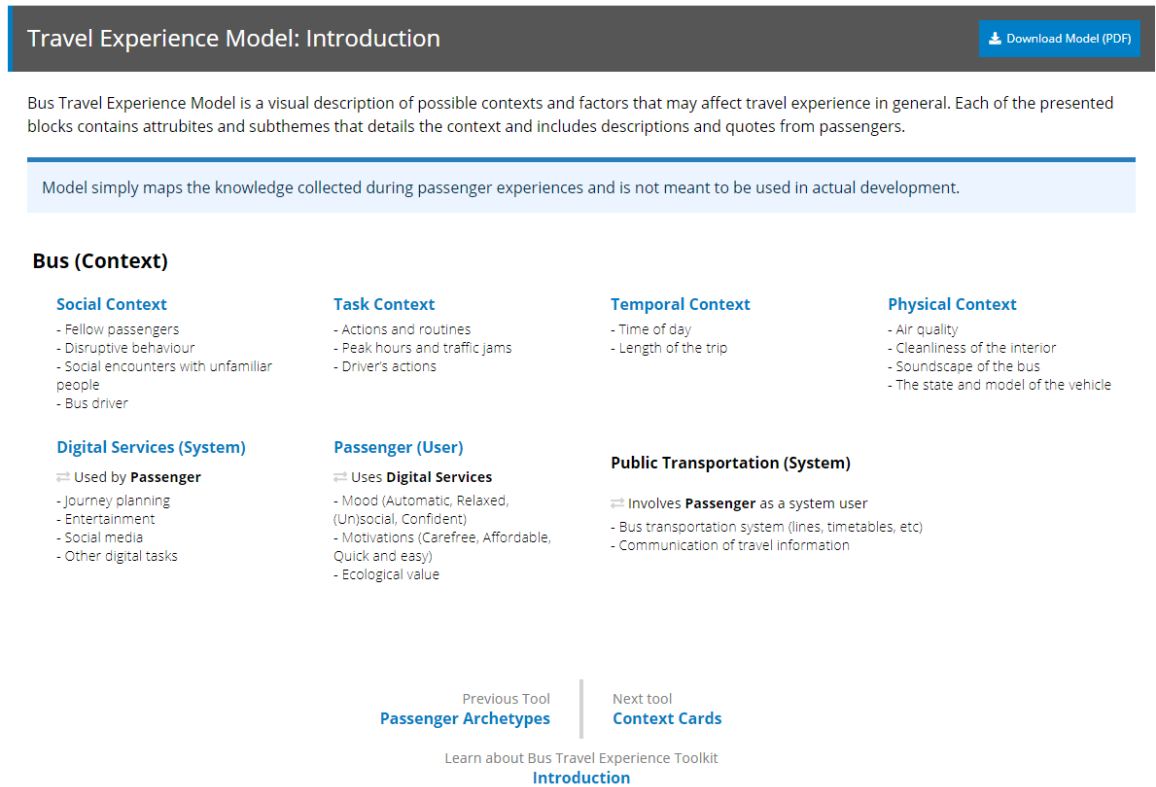 Travel Experience Model: Introduction
Download Model (PDF)
Bus Travel Experience Model is a visual description of possible contexts and factors that may affect travel experience in general. Each of the presented
blocks contains attrubites and subthemes that details the context and includes descriptions and quotes from passengers.
Model simply maps the knowledge collected during passenger experiences and is not meant to be used in actual development.
Bus (Context)
Social Context
- Fellow passengers
- Disruptive behaviour
- Social encounters with unfamiliar
people
- Bus driver
Task Context
- Actions and routines
- Peak hours and traffic jams
- Driver's actions
Temporal Context
- Time of day
- Length of the trip
Physical Context
- Air quality
- Cleanliness of the interior
- Soundscape of the bus
- The state and model of the vehicle
Digital Services (System)
⇄ Used by Passenger
- Journey planning
- Entertainment
- Social media
- Other digital tasks
Passenger (User)
⇄ Uses Digital Services
- Mood (Automatic, Relaxed,
(Un)social, Confident)
- Motivations (Carefree, Affordable,
Quick and easy)
- Ecological value
Public Transportation (System)
⇄ Involves Passenger as a system user
- Bus transportation system (lines, timetables, etc)
- Communication of travel information
Previous Tool
Passenger Archetypes
Next tool
Context Cards
Learn about Bus Travel Experience Toolkit
Introduction